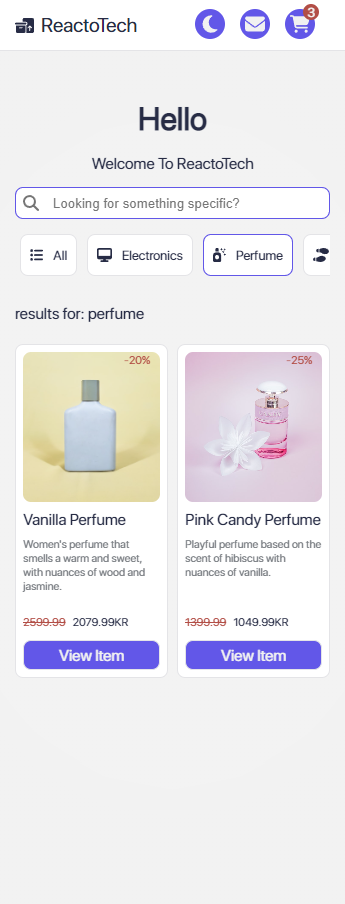 ReactoTech
3
Hello
Welcome To ReactoTech
Looking for something specific?
All
Electronics
Perfume
results for: perfume
-20%
Vanilla Perfume
Women's perfume that
smells a warm and sweet,
with nuances of wood and
jasmine.
2599.99 2079.99KR
View Item
-25%
Pink Candy Perfume
Playful perfume based on the
scent of hibiscus with
nuances of vanilla.
1399.99 1049.99KR
View Item